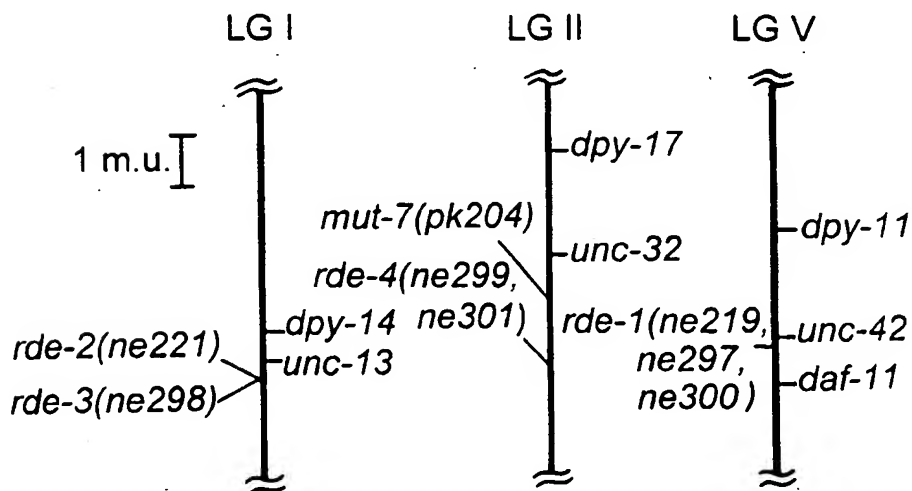 LG I
LG II
LG V
1 m.u.
dpy-17
mut-7(pk204)
dpy-11
unc-32
rde-4(ne299,
ne301)
rde-1(ne219,
ne297,
ne300)
dpy-14
unc-13
rde-2(ne221)
rde-3(ne298)
unc-42
daf-11